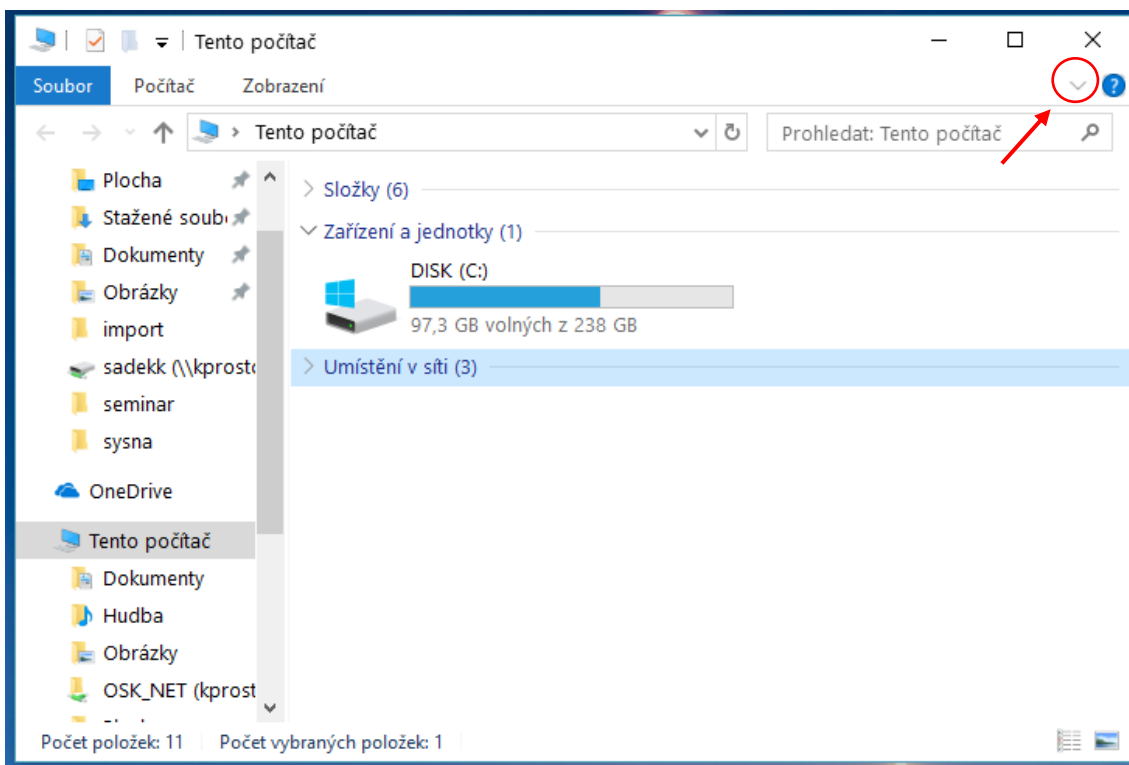 Tento počítač
Soubor Počítač Zobrazení
?
Tento počítač
Prohledat: Tento počítač
Plocha
Stažené soub
Dokumenty
Obrázky
import
sadekk (\\kprosto
seminar
sysna
OneDrive
Tento počítač
Dokumenty
Hudba
Obrázky
OSK_NET (kprost
Složky (6)
Zařízení a jednotky (1)
DISK (C:)
97,3 GB volných z 238 GB
Umístění v síti (3)
Počet položek: 11 Počet vybraných položek: 1